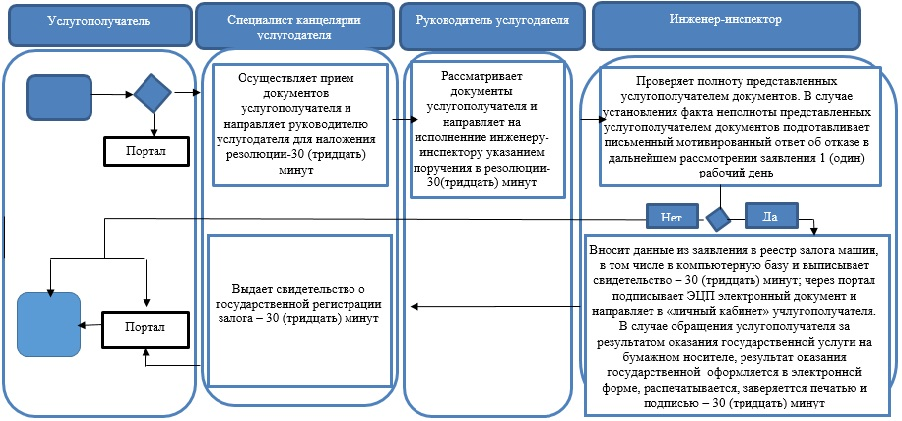 Услугополучатель
Специалист канцелярии
услугодателя
Руководитель услугодателя
Инженер-инспектор
Осуществляет прием
документов
услугополучателя и
направляет руководителю
услугодателя для наложения
резолюции-30 (тридцать)
минут
Рассматривает
документы
услугополучателя и
направляет на
исполненние инженеру-
инспектору указанием
поручения в резолюции-
30(тридцать) минут
Проверяет полноту представленных
услугополучателем документов. В случае
установления факта неполноты представленных
услугополучателем документов подготавливает
письменный мотивированный ответ об отказе в
дальнейшем рассмотрения заявления 1 (один)
рабочий день
Портал
Нет
Да
Выдает свидетельство о
государственной регистрации
залога – 30 (тридцать) минут
Вносит данные из заявления в реестр залога машин,
в том числе в компьютерную базу и выписывает
свидетельство – 30 (тридцать) минут; через портал
подписывает ЭЦП электронный документ и
направляет в «личный кабинет» учлугополучателя.
В случае обращения услугополучателя за
результатом оказания государственной услуги на
бумажном носителе, результат оказания
государственной оформляется в электронной
форме, распечатывается, заверяеттся печатью и
подписью – 30 (тридцать) минут
Портал